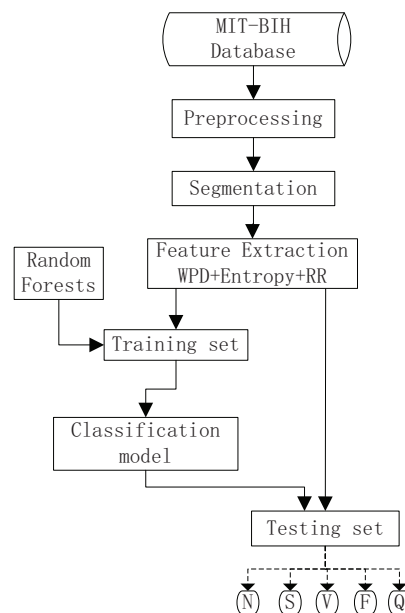 MIT-BIH
Database
Preprocessing
Segmentation
Feature Extraction
WPD+Entropy+RR
Random
Forests
Training set
Classification
model
Testing set
N S V F Q